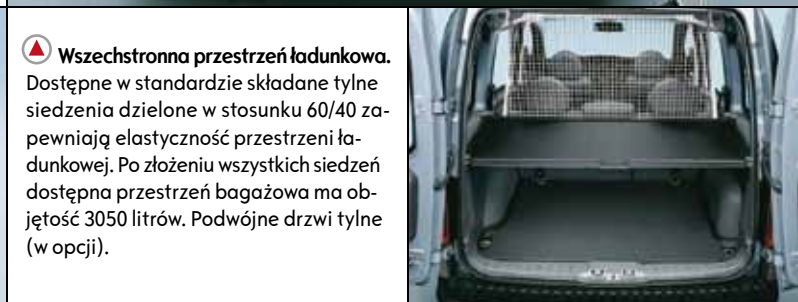 Wszechstronna przestrzeń ładunkowa.
Dostępne w standardzie składane tylne
siedzenia dzielone w stosunku 60/40 za-
pewniają elastyczność przestrzeni ła-
dunkowej. Po złożeniu wszystkich siedzeń
dostępna przestrzeń bagażowa ma ob-
jętość 3050 litrów. Podwójne drzwi tylne
(w opcji).